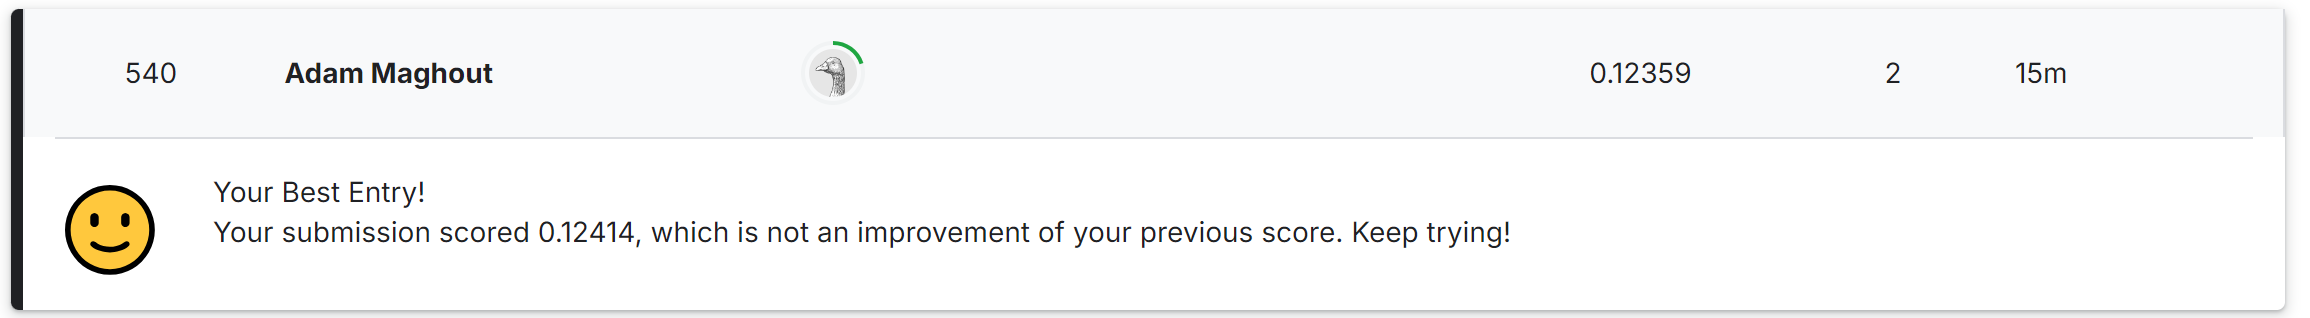 540 Adam Maghout 0.12359 2 15m
Your Best Entry!
Your submission scored 0.12414, which is not an improvement of your previous score. Keep trying!